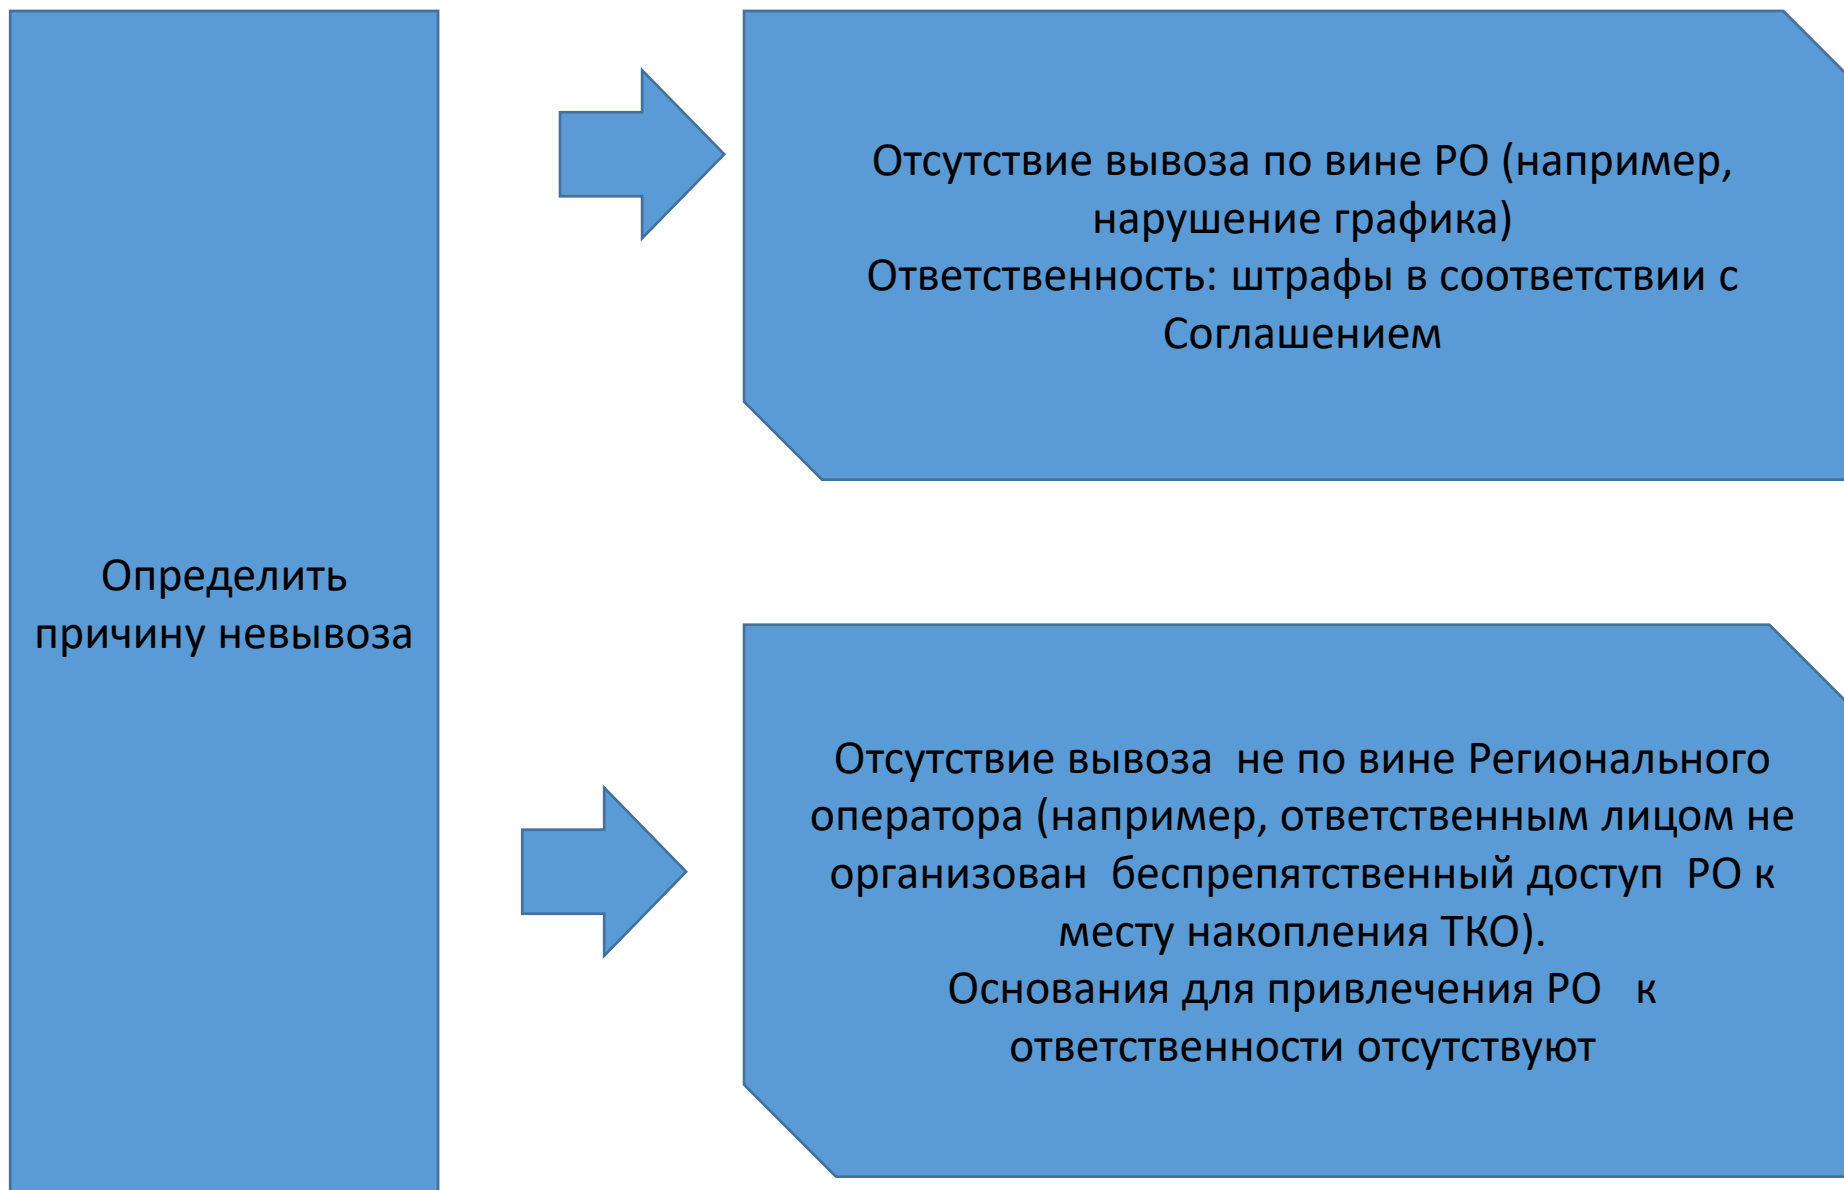 Определить
причину невывоза
Отсутствие вывоза по вине РО (например,
нарушение графика)
Ответственность: штрафы в соответствии с
Соглашением
Отсутствие вывоза  не по вине Регионального
оператора (например, ответственным лицом не
организован  беспрепятственный доступ  РО к
месту накопления ТКО).
Основания для привлечения РО   к
ответственности отсутствуют